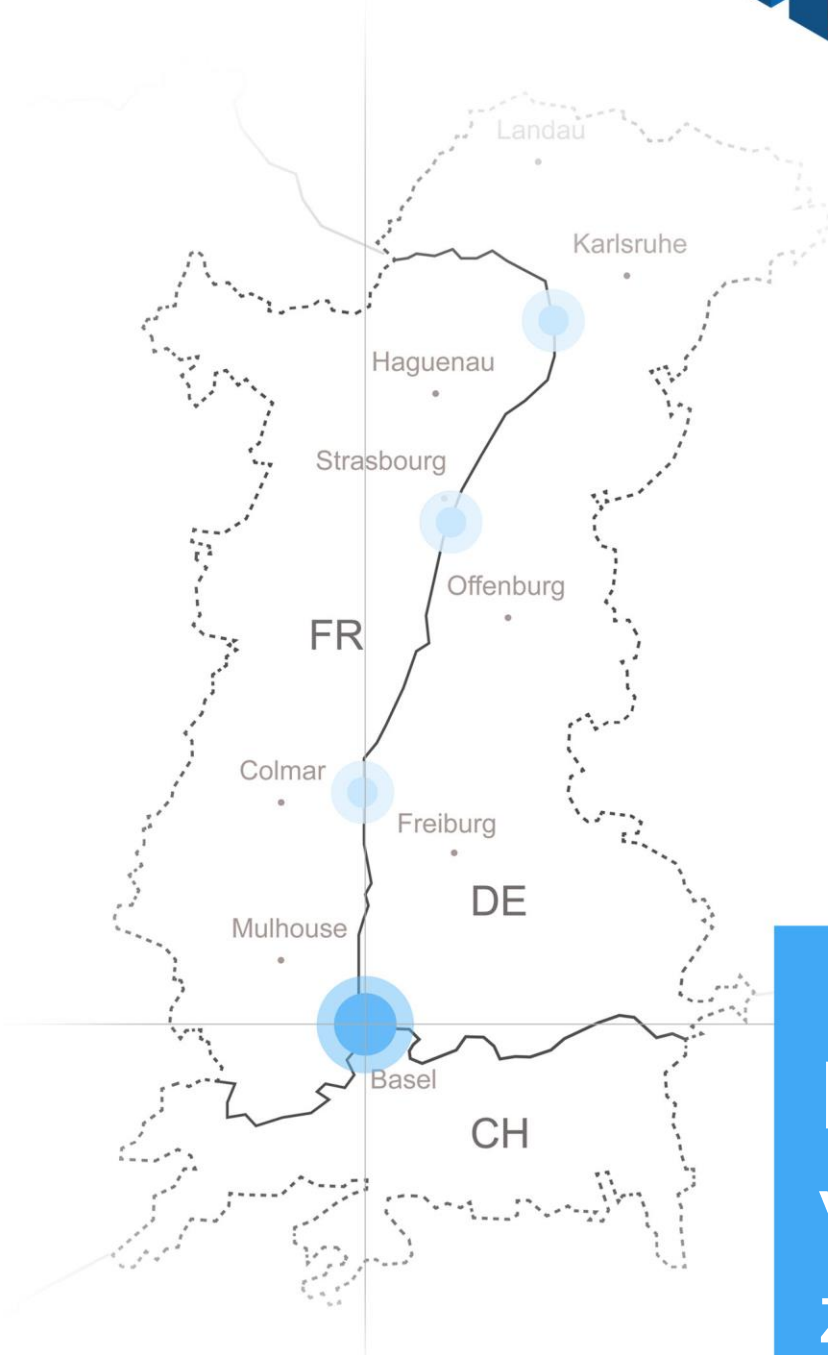 Landau
Karlsruhe
Haguenau
Strasbourg
Offenburg
FR
Colmar
Freiburg
DE
Mulhouse
Basel
CH